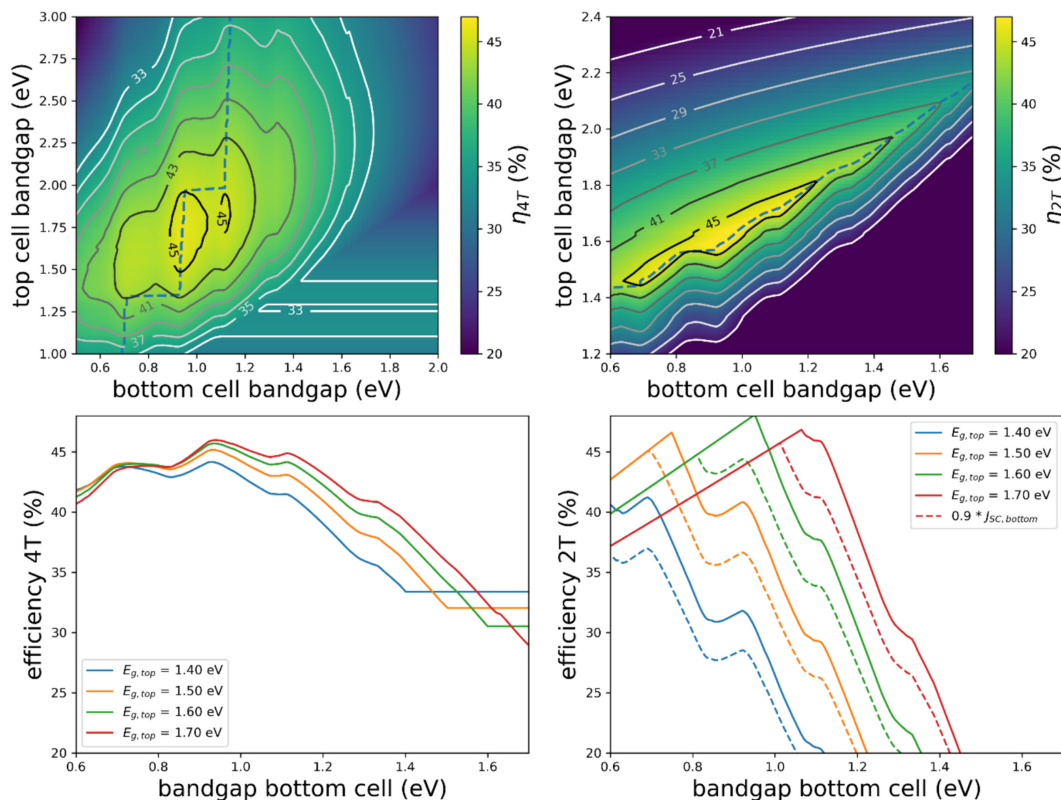 3.00
2.75
2.50
2.25
2.00
1.75
1.50
1.25
1.00
top cell bandgap (eV)
0.6 0.8 1.0 1.2 1.4 1.6 1.8 2.0
bottom cell bandgap (eV)
33
43
45
45
41
37
35
33
45
40
35
30
25
20
η4T (%)
2.4
2.2
2.0
1.8
1.6
1.4
1.2
top cell bandgap (eV)
0.6 0.8 1.0 1.2 1.4 1.6
bottom cell bandgap (eV)
21
25
29
33
37
41
45
45
40
35
30
25
20
η2T (%)
45
40
35
30
25
20
efficiency 4T (%)
0.6 0.8 1.0 1.2 1.4 1.6
bandgap bottom cell (eV)
Eg,top = 1.40 eV
Eg,top = 1.50 eV
Eg,top = 1.60 eV
Eg,top = 1.70 eV
45
40
35
30
25
20
efficiency 2T (%)
0.6 0.8 1.0 1.2 1.4 1.6
bandgap bottom cell (eV)
Eg,top = 1.40 eV
Eg,top = 1.50 eV
Eg,top = 1.60 eV
Eg,top = 1.70 eV
0.9 * JSC,bottom